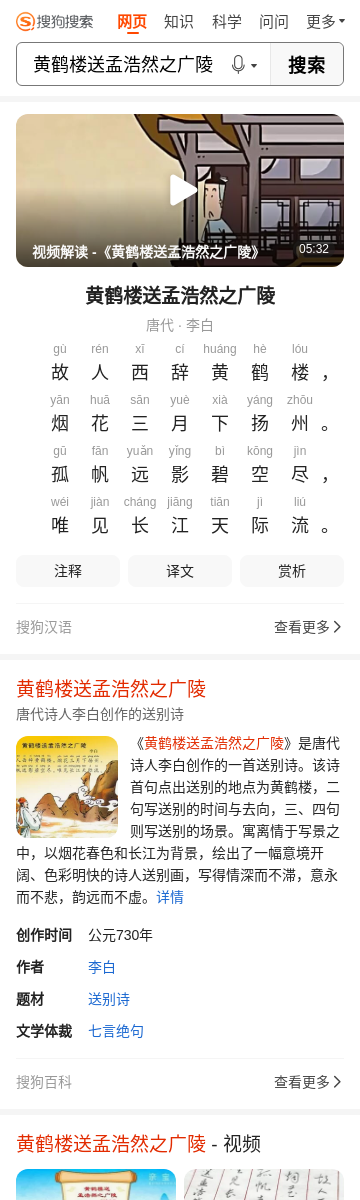 搜狗搜索 网页 知识 科学 问问 更多
黄鹤楼送孟浩然之广陵 搜索
视频解读 -《黄鹤楼送孟浩然之广陵》 05:32
黄鹤楼送孟浩然之广陵
唐代 · 李白
gù rén xī cí huáng hè lóu
故人西辞黄鹤楼，
yān huā sān yuè xià yáng zhōu
烟花三月下扬州。
gū fān yuǎn yǐng bì kōng jìn
孤帆远影碧空尽，
wéi jiàn cháng jiāng tiān jì liú
唯见长江天际流。
注释 译文 赏析
搜狗汉语 查看更多
黄鹤楼送孟浩然之广陵
唐代诗人李白创作的送别诗
《黄鹤楼送孟浩然之广陵》是唐代
诗人李白创作的一首送别诗。该诗
首句点出送别的地点为黄鹤楼，二
句写送别的时间与去向，三、四句
则写送别的场景。寓离情于写景之
中，以烟花春色和长江为背景，绘出了一幅意境开
阔、色彩明快的诗人送别画，写得情深而不滞，意永
而不悲，韵远而不虚。详情
创作时间 公元730年
作者 李白
题材 送别诗
文学体裁 七言绝句
搜狗百科 查看更多
黄鹤楼送孟浩然之广陵 - 视频